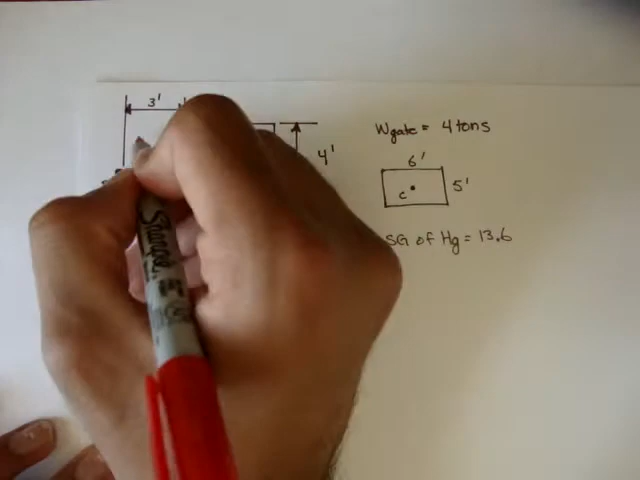 3'
Wgate = 4 tons
4'
6'
c
5'
SG of Hg = 13.6
Sharpie